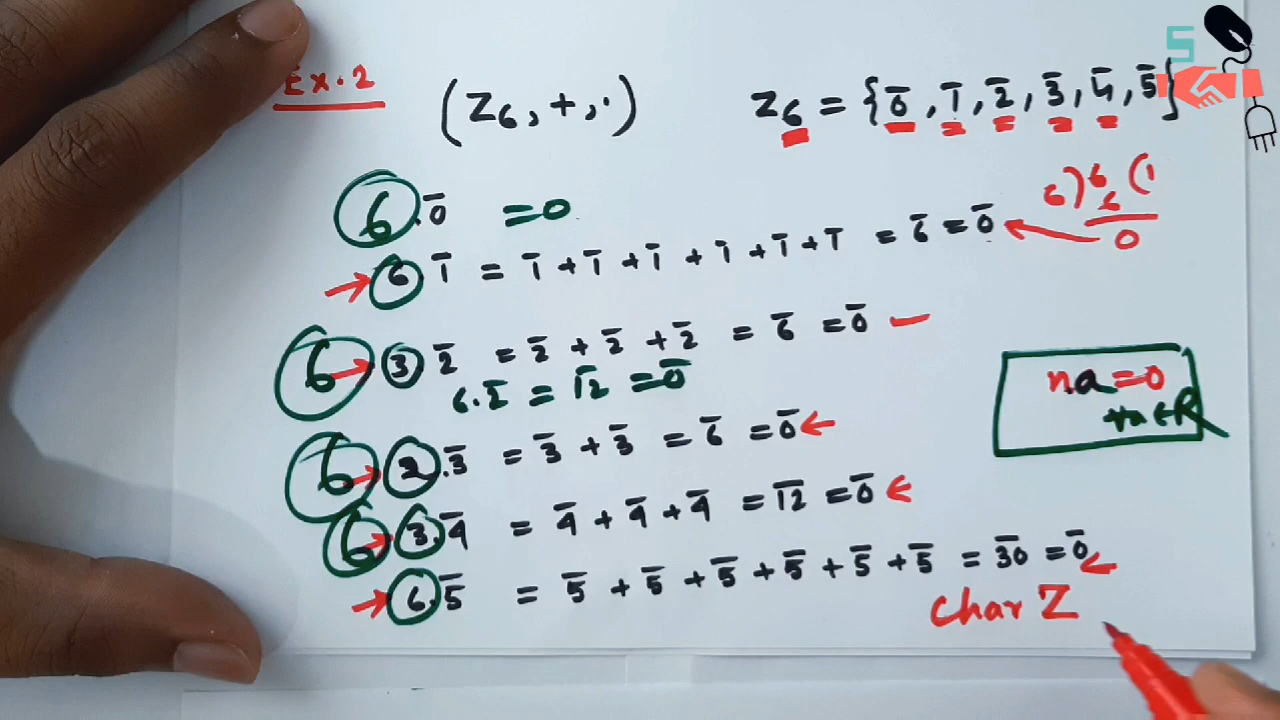 Ex.2
(Z₆, +, ·) Z₆ = {0̄, 1̄, 2̄, 3̄, 4̄, 5̄}
6 . 0̄ = 0
6)6(1
6
0
6 1̄ = 1̄ + 1̄ + 1̄ + 1̄ + 1̄ + 1̄ = 6̄ = 0̄
6 3 2̄ = 2̄ + 2̄ + 2̄ = 6̄ = 0̄
6.2̄ = 1̄2̄ = 0̄
n.a = 0
∀a ∈ R
6 2.3̄ = 3̄ + 3̄ = 6̄ = 0̄
6 3.4̄ = 4̄ + 4̄ + 4̄ = 1̄2̄ = 0̄
6.5̄ = 5̄ + 5̄ + 5̄ + 5̄ + 5̄ + 5̄ = 3̄0̄ = 0̄
Char Z
S